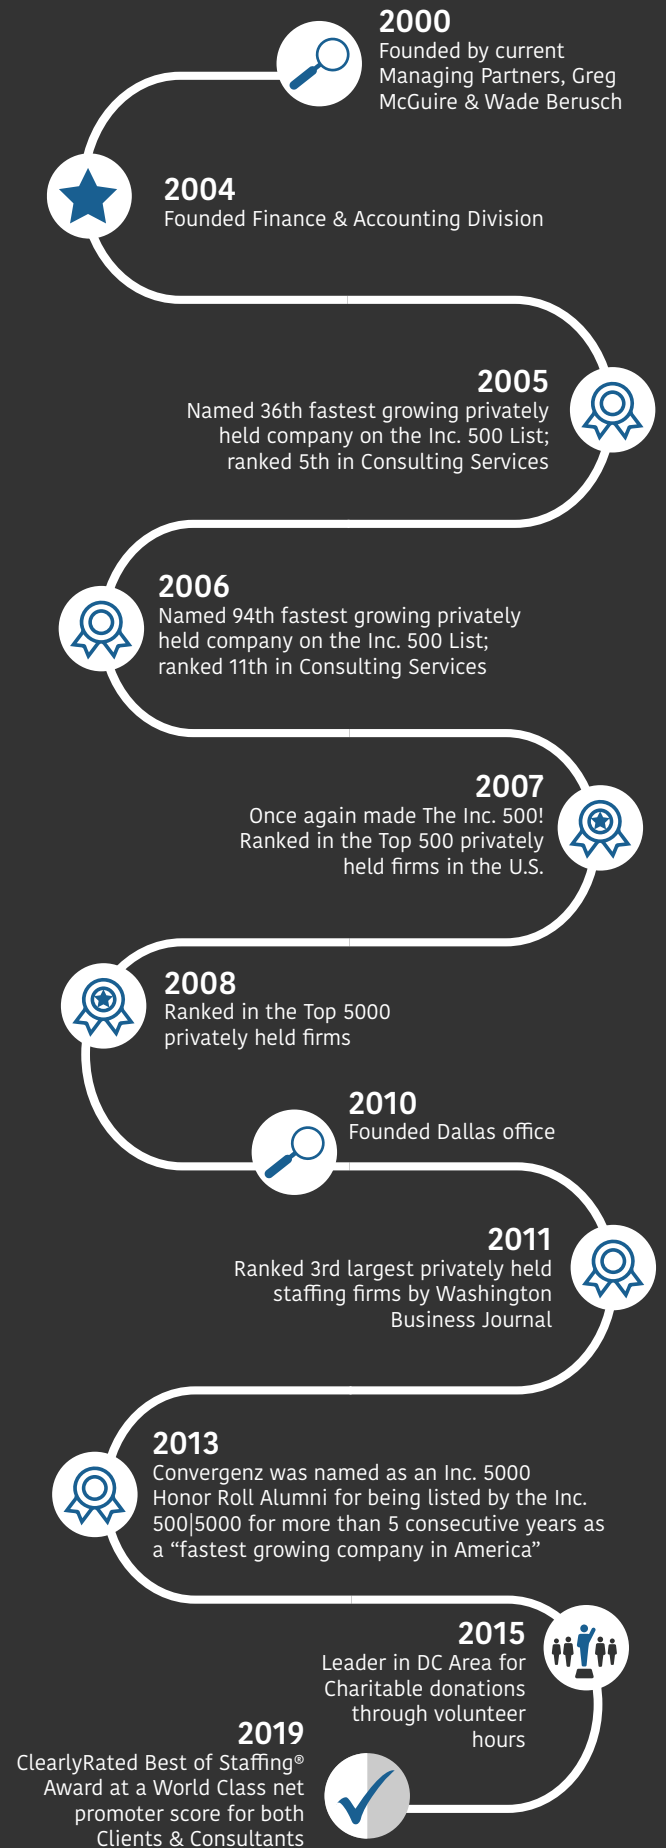 2000
Founded by current
Managing Partners, Greg
McGuire & Wade Berusch
2004
Founded Finance & Accounting Division
2005
Named 36th fastest growing privately
held company on the Inc. 500 List;
ranked 5th in Consulting Services
2006
Named 94th fastest growing privately
held company on the Inc. 500 List;
ranked 11th in Consulting Services
2007
Once again made The Inc. 500!
Ranked in the Top 500 privately
held firms in the U.S.
2008
Ranked in the Top 5000
privately held firms
2010
Founded Dallas office
2011
Ranked 3rd largest privately held
staffing firms by Washington
Business Journal
2013
Convergenz was named as an Inc. 5000
Honor Roll Alumni for being listed by the Inc.
500|5000 for more than 5 consecutive years as
a “fastest growing company in America”
2015
Leader in DC Area for
Charitable donations
through volunteer
hours
2019
ClearlyRated Best of Staffing®
Award at a World Class net
promoter score for both
Clients & Consultants